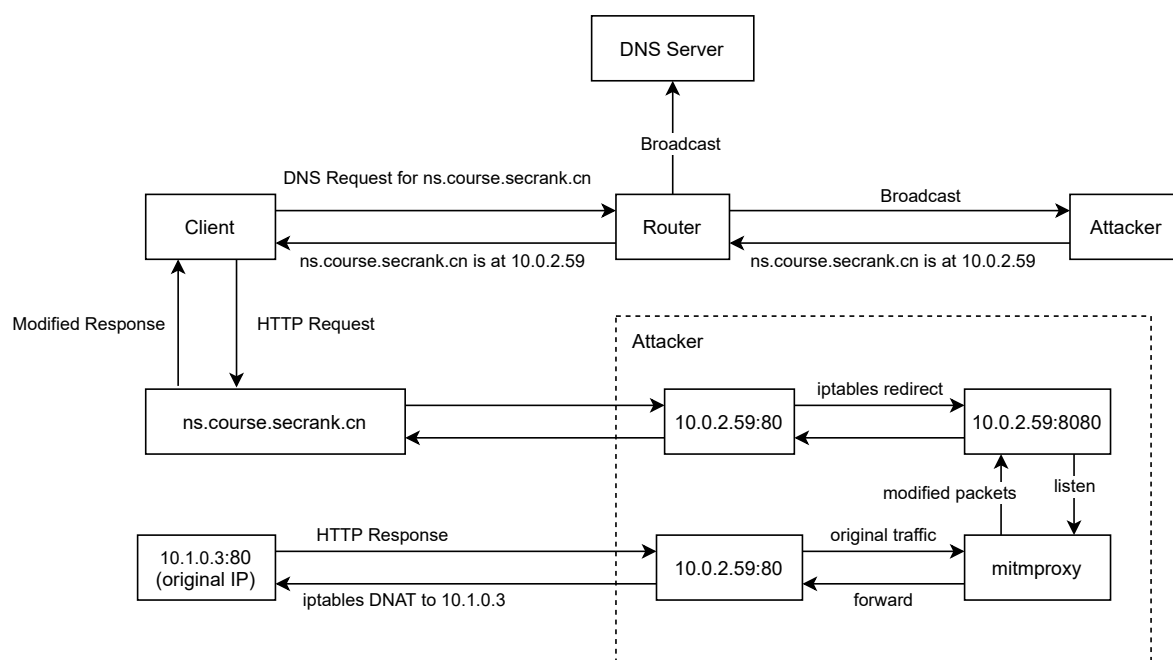 DNS Server
Broadcast
DNS Request for ns.course.secrank.cn
Broadcast
Client
Router
Attacker
ns.course.secrank.cn is at 10.0.2.59
ns.course.secrank.cn is at 10.0.2.59
Modified Response
HTTP Request
Attacker
iptables redirect
ns.course.secrank.cn
10.0.2.59:80
10.0.2.59:8080
modified packets
listen
HTTP Response
original traffic
10.1.0.3:80
(original IP)
10.0.2.59:80
mitmproxy
iptables DNAT to 10.1.0.3
forward